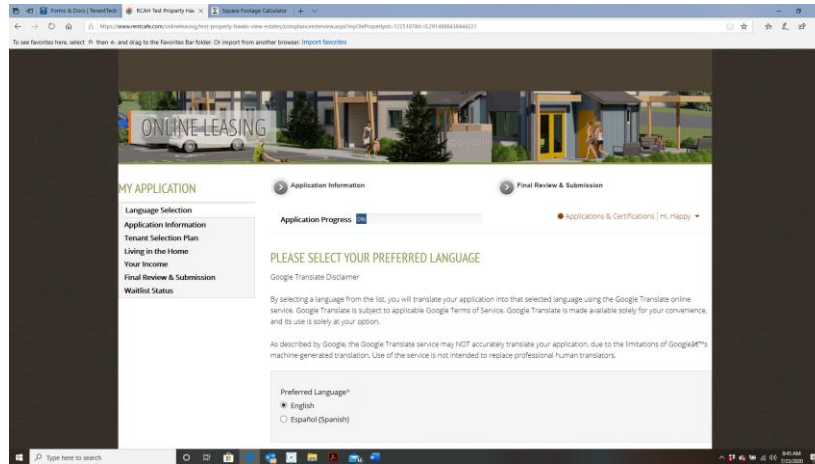 Forms & Docs | TenantTech
RCAH Test Property Haw
Square Footage Calculator
To see favorites here, select ☆ then ☆, and drag to the Favorites Bar folder. Or import from another browser. Import favorites
ONLINE LEASING
MY APPLICATION
Application Information
Final Review & Submission
Language Selection
Application Information
Tenant Selection Plan
Living in the Home
Your Income
Final Review & Submission
Waitlist Status
Application Progress 0%
Applications & Certifications | Hi, Happy
PLEASE SELECT YOUR PREFERRED LANGUAGE
Google Translate Disclaimer
By selecting a language from the list, you will translate your application into that selected language using the Google Translate online
service. Google Translate is subject to applicable Google Terms of Service. Google Translate is made available solely for your convenience,
and its use is solely at your option.
As described by Google, the Google Translate service may NOT accurately translate your application, due to the limitations of Googleâ€™s
machine-generated translation. Use of the service is not intended to replace professional human translators.
Preferred Language*
English
Español (Spanish)
Type here to search
8:41 AM
7/23/2020